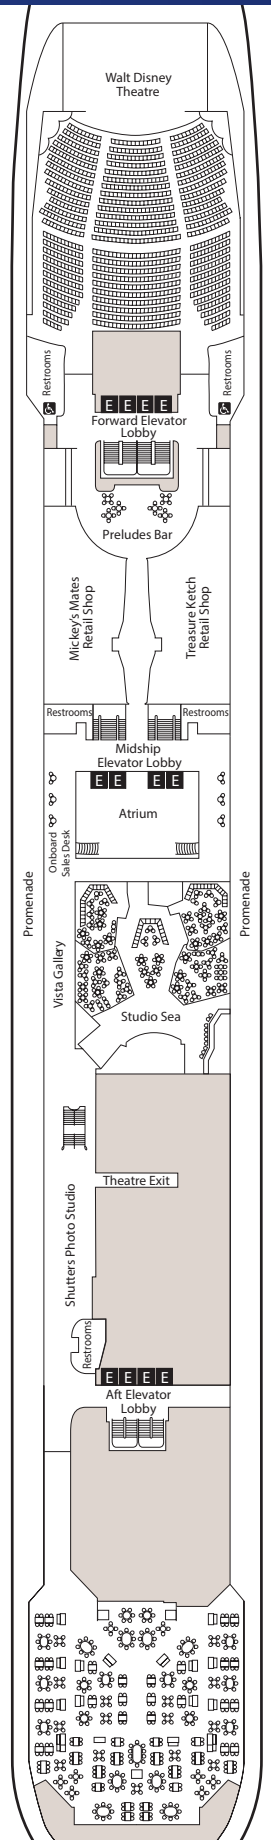 Walt Disney
Theatre
Restrooms
Restrooms
E E E E
Forward Elevator
Lobby
Preludes Bar
Mickey's Mates
Retail Shop
Treasure Ketch
Retail Shop
Restrooms
Restrooms
Midship
Elevator Lobby
E E E E
Atrium
Onboard
Sales Desk
Promenade
Promenade
Vista Gallery
Studio Sea
Theatre Exit
Shutters Photo Studio
Restrooms
E E E E
Aft Elevator
Lobby